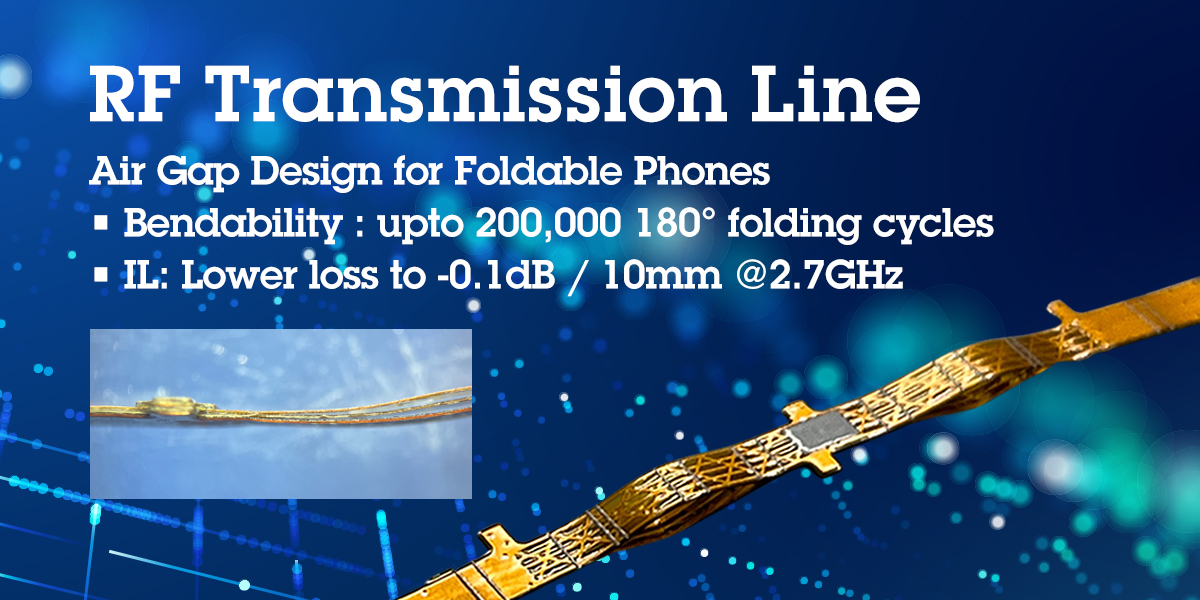 RF Transmission Line
Air Gap Design for Foldable Phones
▪ Bendability : upto 200,000 180° folding cycles
▪ IL: Lower loss to -0.1dB / 10mm @2.7GHz